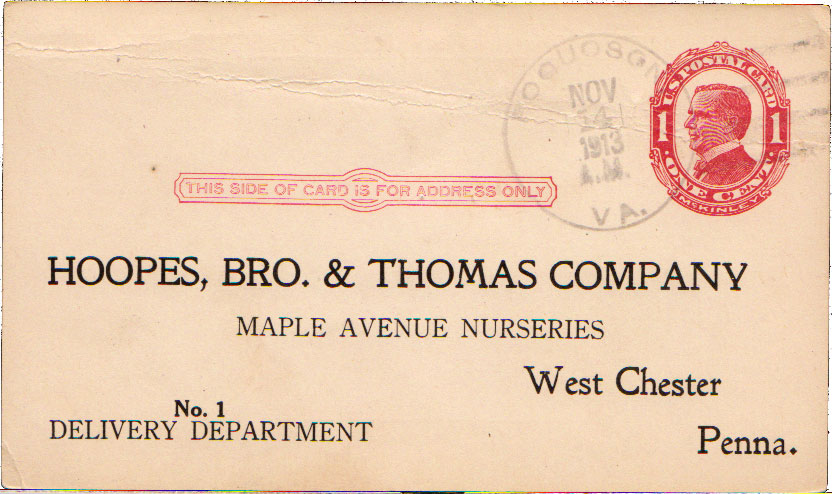 POQUOSON
NOV
14
1913
A.M.
VA.
U.S. POSTAL CARD
1 1
ONE CENT
McKINLEY
THIS SIDE OF CARD IS FOR ADDRESS ONLY
HOOPES, BRO. & THOMAS COMPANY
MAPLE AVENUE NURSERIES
West Chester
No. 1
DELIVERY DEPARTMENT
Penna.